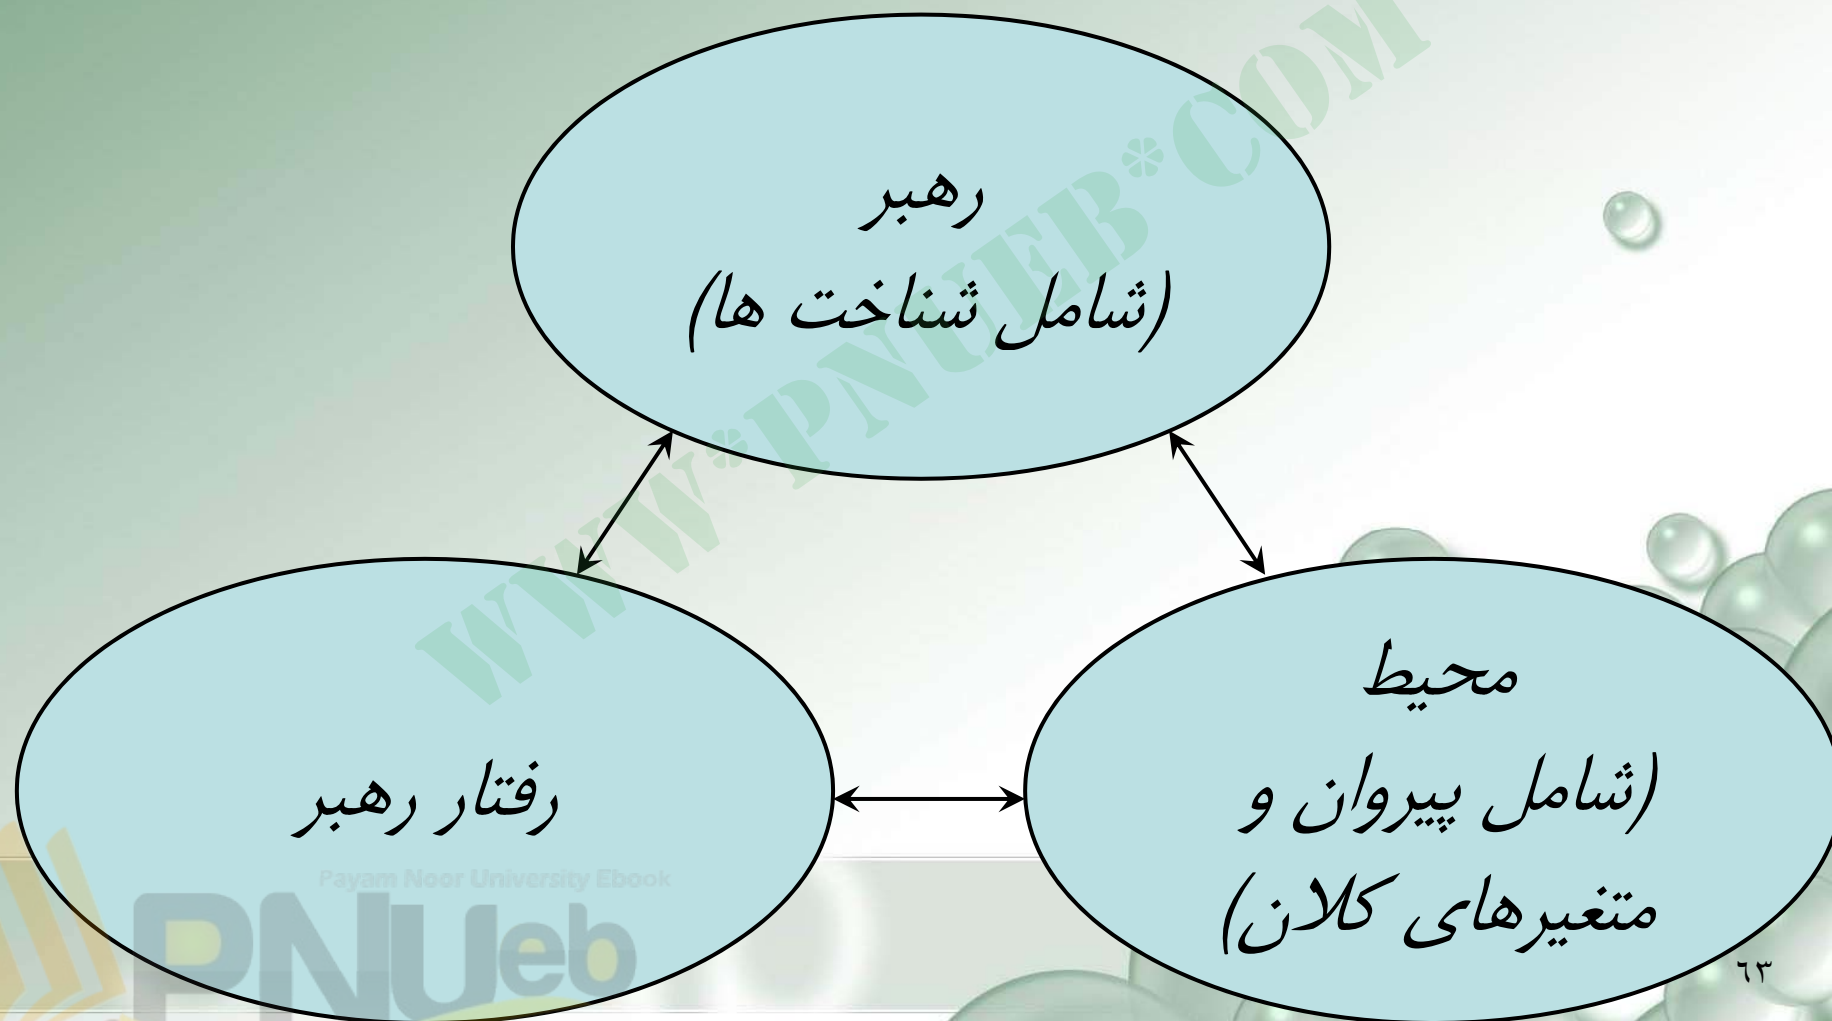 رهبر
(شامل شناخت ها)
رفتار رهبر
محیط
(شامل پیروان و
متغیرهای کلان)
۶۳
WWW*PNUEB*COM
Payam Noor University Ebook
PNUeb